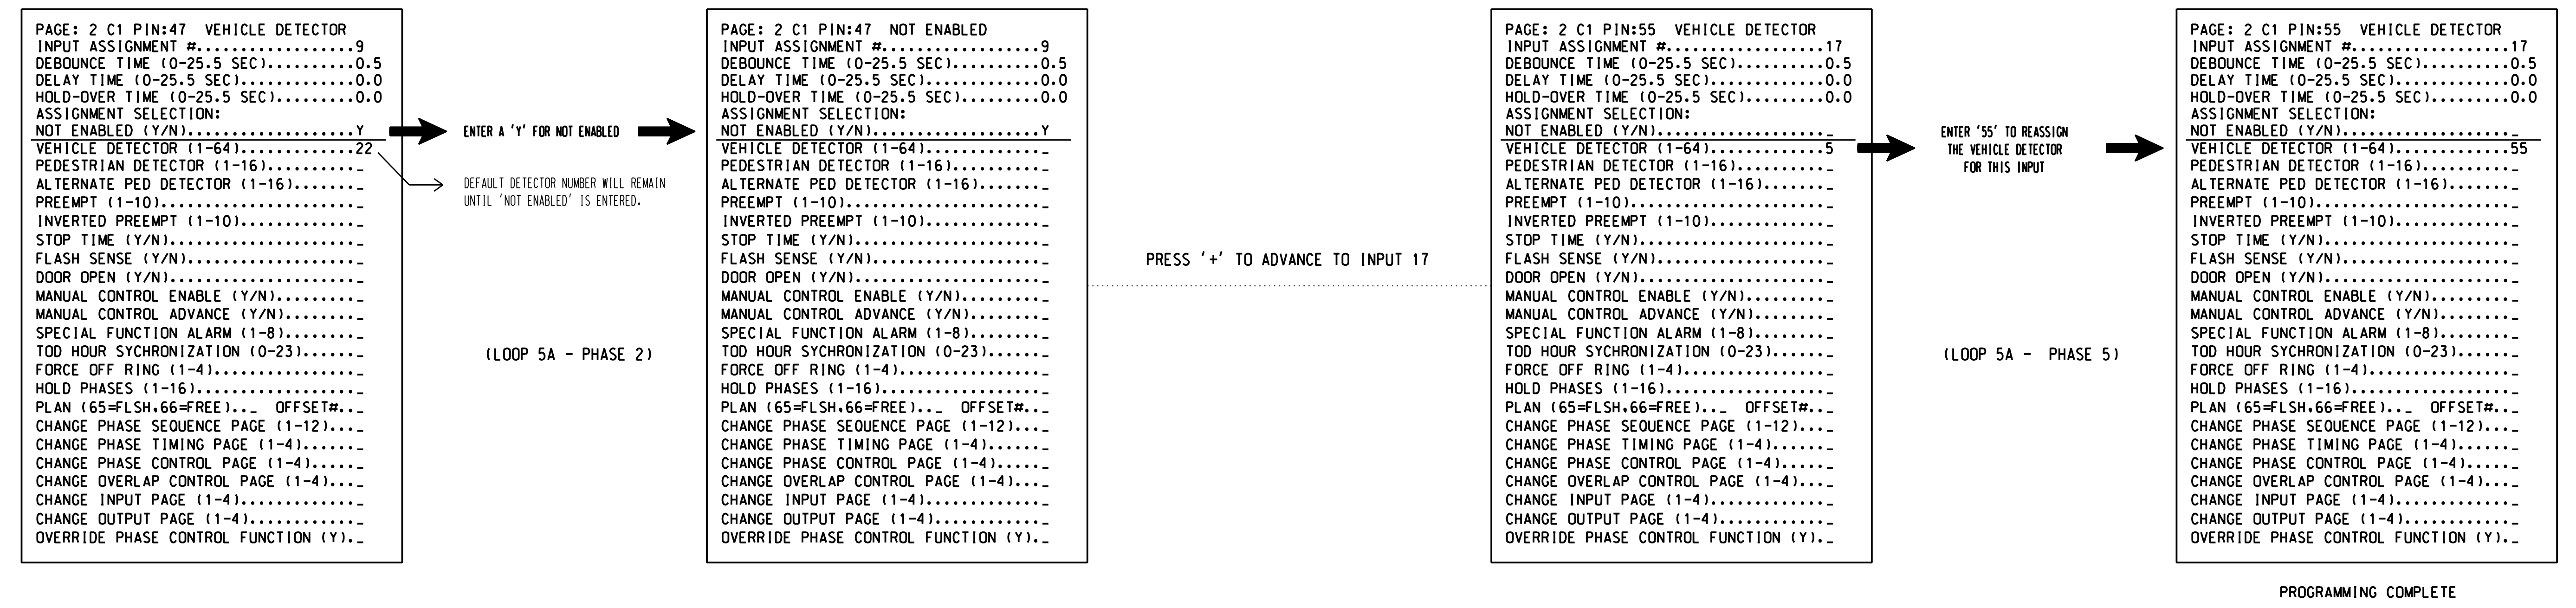 PAGE: 2 C1 PIN:47 VEHICLE DETECTOR
INPUT ASSIGNMENT #..................9
DEBOUNCE TIME (0-25.5 SEC)..........0.5
DELAY TIME (0-25.5 SEC).............0.0
HOLD-OVER TIME (0-25.5 SEC).........0.0
ASSIGNMENT SELECTION:
NOT ENABLED (Y/N)...................Y
VEHICLE DETECTOR (1-64).............22
PEDESTRIAN DETECTOR (1-16).........._
ALTERNATE PED DETECTOR (1-16)......._
PREEMPT (1-10)......................_
INVERTED PREEMPT (1-10)............._
STOP TIME (Y/N)....................._
FLASH SENSE (Y/N)..................._
DOOR OPEN (Y/N)....................._
MANUAL CONTROL ENABLE (Y/N)........._
MANUAL CONTROL ADVANCE (Y/N)........_
SPECIAL FUNCTION ALARM (1-8)........_
TOD HOUR SYCHRONIZATION (0-23)......_
FORCE OFF RING (1-4)................_
HOLD PHASES (1-16).................._
PLAN (65=FLSH,66=FREE).._ OFFSET#.._
CHANGE PHASE SEQUENCE PAGE (1-12)..._
CHANGE PHASE TIMING PAGE (1-4)......_
CHANGE PHASE CONTROL PAGE (1-4)....._
CHANGE OVERLAP CONTROL PAGE (1-4)..._
CHANGE INPUT PAGE (1-4)............._
CHANGE OUTPUT PAGE (1-4)............_
OVERRIDE PHASE CONTROL FUNCTION (Y)._
ENTER A 'Y' FOR NOT ENABLED
DEFAULT DETECTOR NUMBER WILL REMAIN
UNTIL 'NOT ENABLED' IS ENTERED.
(LOOP 5A - PHASE 2)
PAGE: 2 C1 PIN:47 NOT ENABLED
INPUT ASSIGNMENT #..................9
DEBOUNCE TIME (0-25.5 SEC)..........0.5
DELAY TIME (0-25.5 SEC).............0.0
HOLD-OVER TIME (0-25.5 SEC).........0.0
ASSIGNMENT SELECTION:
NOT ENABLED (Y/N)...................Y
VEHICLE DETECTOR (1-64)............._
PEDESTRIAN DETECTOR (1-16).........._
ALTERNATE PED DETECTOR (1-16)......._
PREEMPT (1-10)......................_
INVERTED PREEMPT (1-10)............._
STOP TIME (Y/N)....................._
FLASH SENSE (Y/N)..................._
DOOR OPEN (Y/N)....................._
MANUAL CONTROL ENABLE (Y/N)........._
MANUAL CONTROL ADVANCE (Y/N)........_
SPECIAL FUNCTION ALARM (1-8)........_
TOD HOUR SYCHRONIZATION (0-23)......_
FORCE OFF RING (1-4)................_
HOLD PHASES (1-16).................._
PLAN (65=FLSH,66=FREE).._ OFFSET#.._
CHANGE PHASE SEQUENCE PAGE (1-12)..._
CHANGE PHASE TIMING PAGE (1-4)......_
CHANGE PHASE CONTROL PAGE (1-4)....._
CHANGE OVERLAP CONTROL PAGE (1-4)..._
CHANGE INPUT PAGE (1-4)............._
CHANGE OUTPUT PAGE (1-4)............_
OVERRIDE PHASE CONTROL FUNCTION (Y)._
PRESS '+' TO ADVANCE TO INPUT 17
PAGE: 2 C1 PIN:55 VEHICLE DETECTOR
INPUT ASSIGNMENT #..................17
DEBOUNCE TIME (0-25.5 SEC)..........0.5
DELAY TIME (0-25.5 SEC).............0.0
HOLD-OVER TIME (0-25.5 SEC).........0.0
ASSIGNMENT SELECTION:
NOT ENABLED (Y/N)..................._
VEHICLE DETECTOR (1-64).............5
PEDESTRIAN DETECTOR (1-16).........._
ALTERNATE PED DETECTOR (1-16)......._
PREEMPT (1-10)......................_
INVERTED PREEMPT (1-10)............._
STOP TIME (Y/N)....................._
FLASH SENSE (Y/N)..................._
DOOR OPEN (Y/N)....................._
MANUAL CONTROL ENABLE (Y/N)........._
MANUAL CONTROL ADVANCE (Y/N)........_
SPECIAL FUNCTION ALARM (1-8)........_
TOD HOUR SYCHRONIZATION (0-23)......_
FORCE OFF RING (1-4)................_
HOLD PHASES (1-16).................._
PLAN (65=FLSH,66=FREE).._ OFFSET#.._
CHANGE PHASE SEQUENCE PAGE (1-12)..._
CHANGE PHASE TIMING PAGE (1-4)......_
CHANGE PHASE CONTROL PAGE (1-4)....._
CHANGE OVERLAP CONTROL PAGE (1-4)..._
CHANGE INPUT PAGE (1-4)............._
CHANGE OUTPUT PAGE (1-4)............_
OVERRIDE PHASE CONTROL FUNCTION (Y)._
ENTER '55' TO REASSIGN
THE VEHICLE DETECTOR
FOR THIS INPUT
(LOOP 5A - PHASE 5)
PAGE: 2 C1 PIN:55 VEHICLE DETECTOR
INPUT ASSIGNMENT #..................17
DEBOUNCE TIME (0-25.5 SEC)..........0.5
DELAY TIME (0-25.5 SEC).............0.0
HOLD-OVER TIME (0-25.5 SEC).........0.0
ASSIGNMENT SELECTION:
NOT ENABLED (Y/N)..................._
VEHICLE DETECTOR (1-64).............55
PEDESTRIAN DETECTOR (1-16).........._
ALTERNATE PED DETECTOR (1-16)......._
PREEMPT (1-10)......................_
INVERTED PREEMPT (1-10)............._
STOP TIME (Y/N)....................._
FLASH SENSE (Y/N)..................._
DOOR OPEN (Y/N)....................._
MANUAL CONTROL ENABLE (Y/N)........._
MANUAL CONTROL ADVANCE (Y/N)........_
SPECIAL FUNCTION ALARM (1-8)........_
TOD HOUR SYCHRONIZATION (0-23)......_
FORCE OFF RING (1-4)................_
HOLD PHASES (1-16).................._
PLAN (65=FLSH,66=FREE).._ OFFSET#.._
CHANGE PHASE SEQUENCE PAGE (1-12)..._
CHANGE PHASE TIMING PAGE (1-4)......_
CHANGE PHASE CONTROL PAGE (1-4)....._
CHANGE OVERLAP CONTROL PAGE (1-4)..._
CHANGE INPUT PAGE (1-4)............._
CHANGE OUTPUT PAGE (1-4)............_
OVERRIDE PHASE CONTROL FUNCTION (Y)._
PROGRAMMING COMPLETE